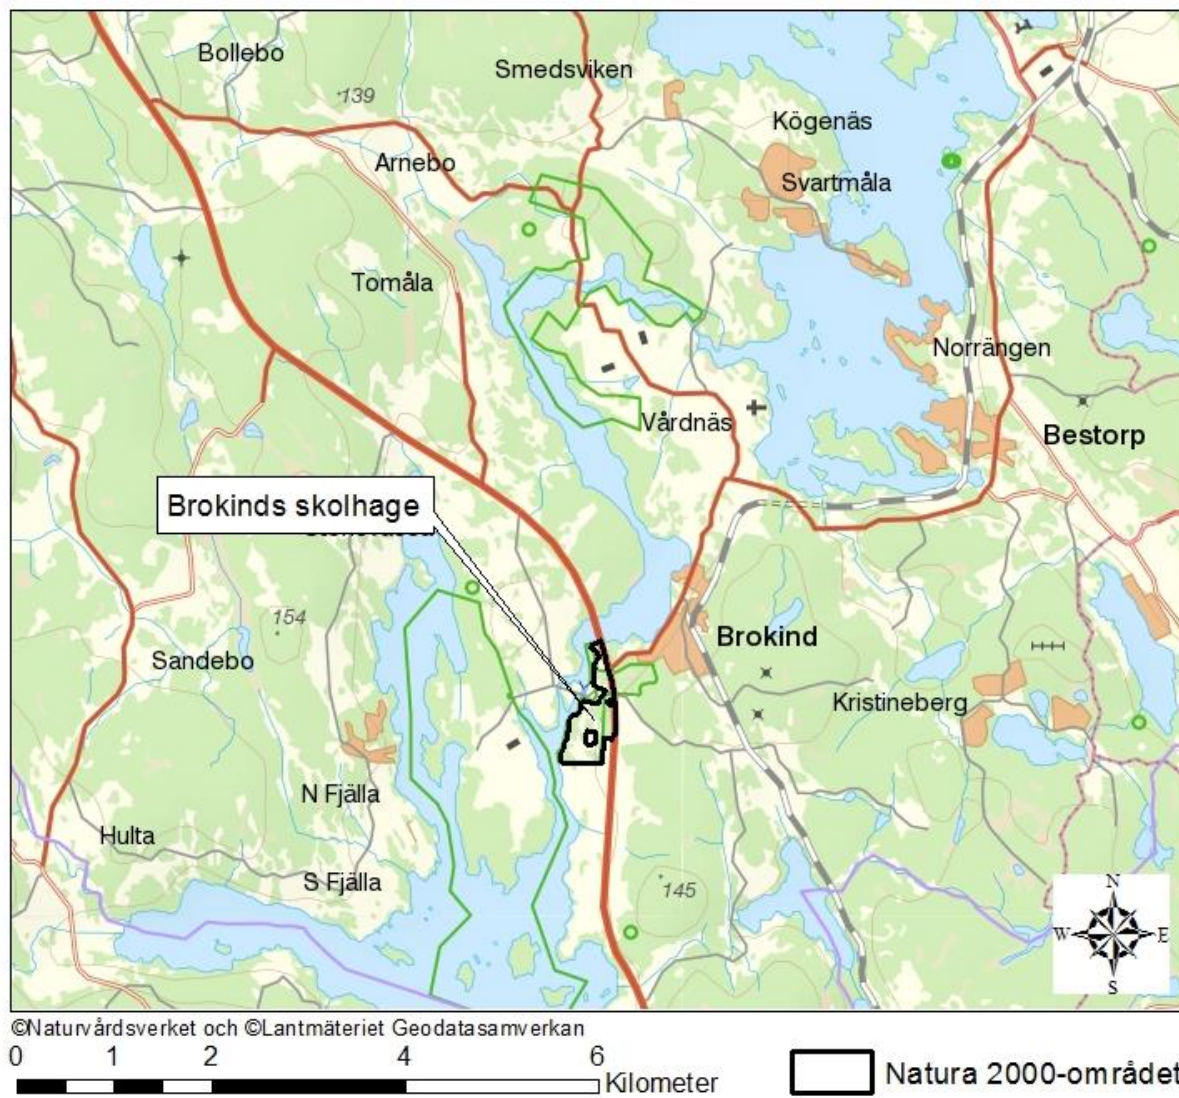 Bollebo
Smedsviken
139
Kögenäs
Arnebo
Svartmåla
Tomåla
Norrängen
Vårdnäs
Bestorp
Brokinds skolhage
154
Brokind
Sandebo
Kristineberg
N Fjälla
Hulta
S Fjälla
145
N
W E
S
©Naturvårdsverket och ©Lantmäteriet Geodatasamverkan
0 1 2 4 6
Kilometer
Natura 2000-området